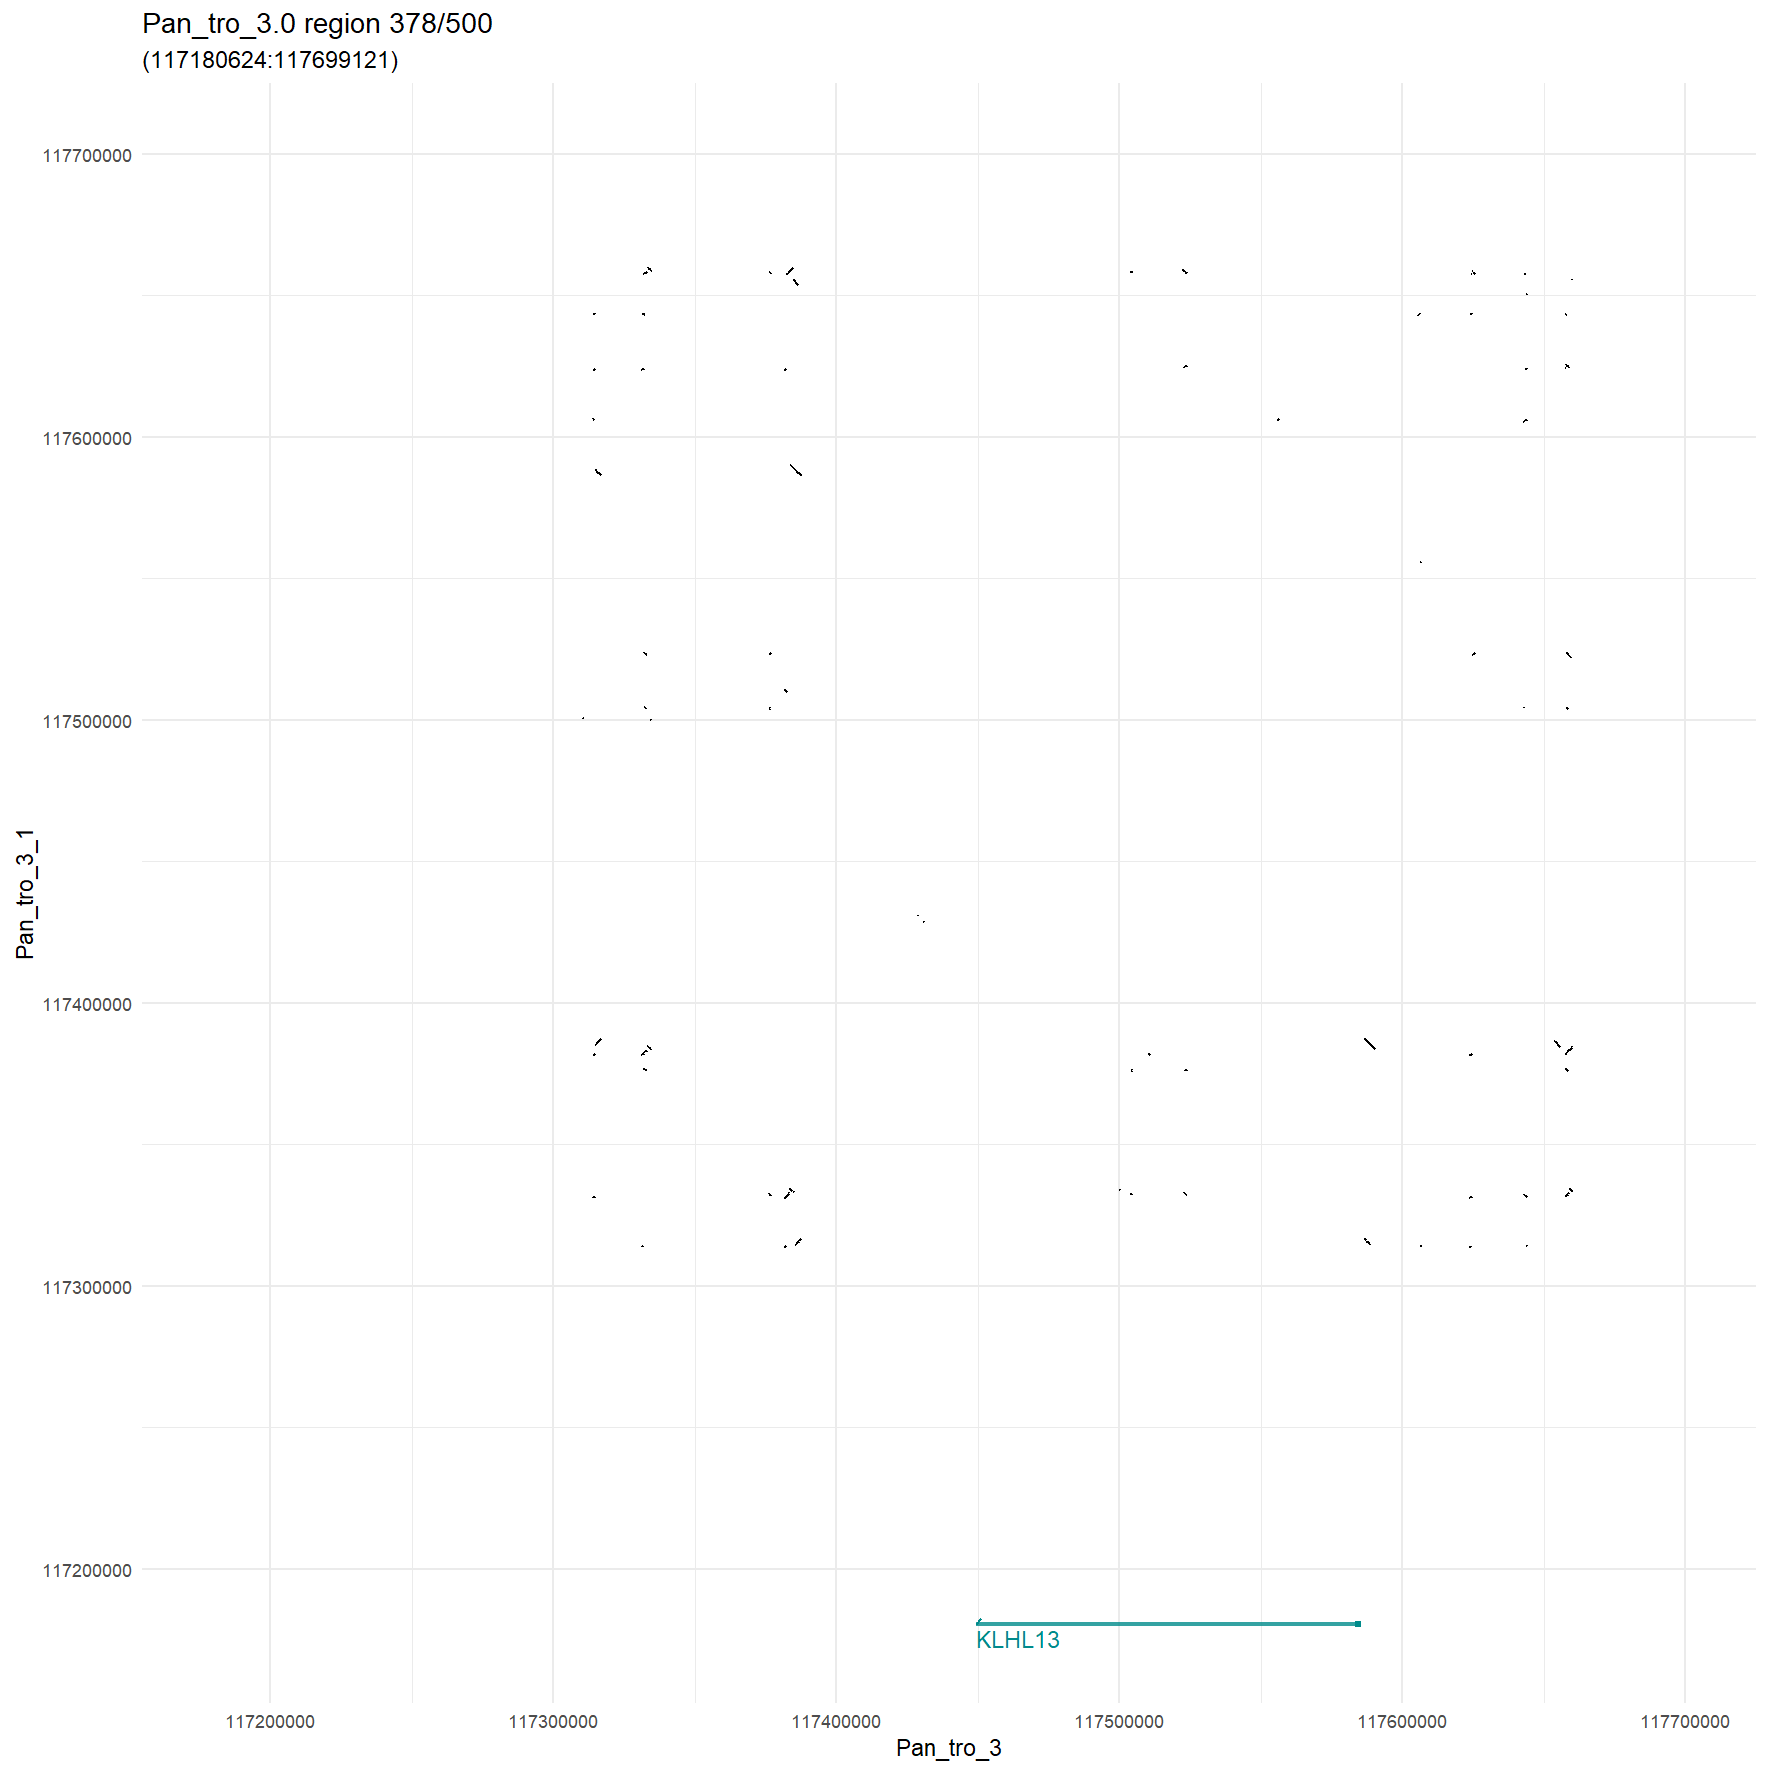 Pan_tro_3.0 region 378/500
(117180624:117699121)
117700000
117600000
117500000
117400000
117300000
117200000
Pan_tro_3_1
KLHL13
117200000 117300000 117400000 117500000 117600000 117700000
Pan_tro_3